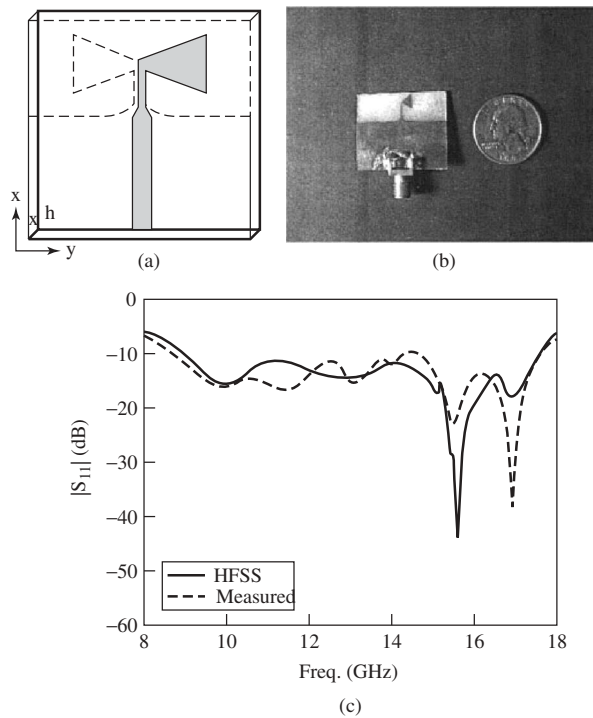 x
x
h
y
(a)
(b)
0
−10
−20
−30
−40
−50
−60
|S11| (dB)
HFSS
Measured
8
10
12
14
16
18
Freq. (GHz)
(c)